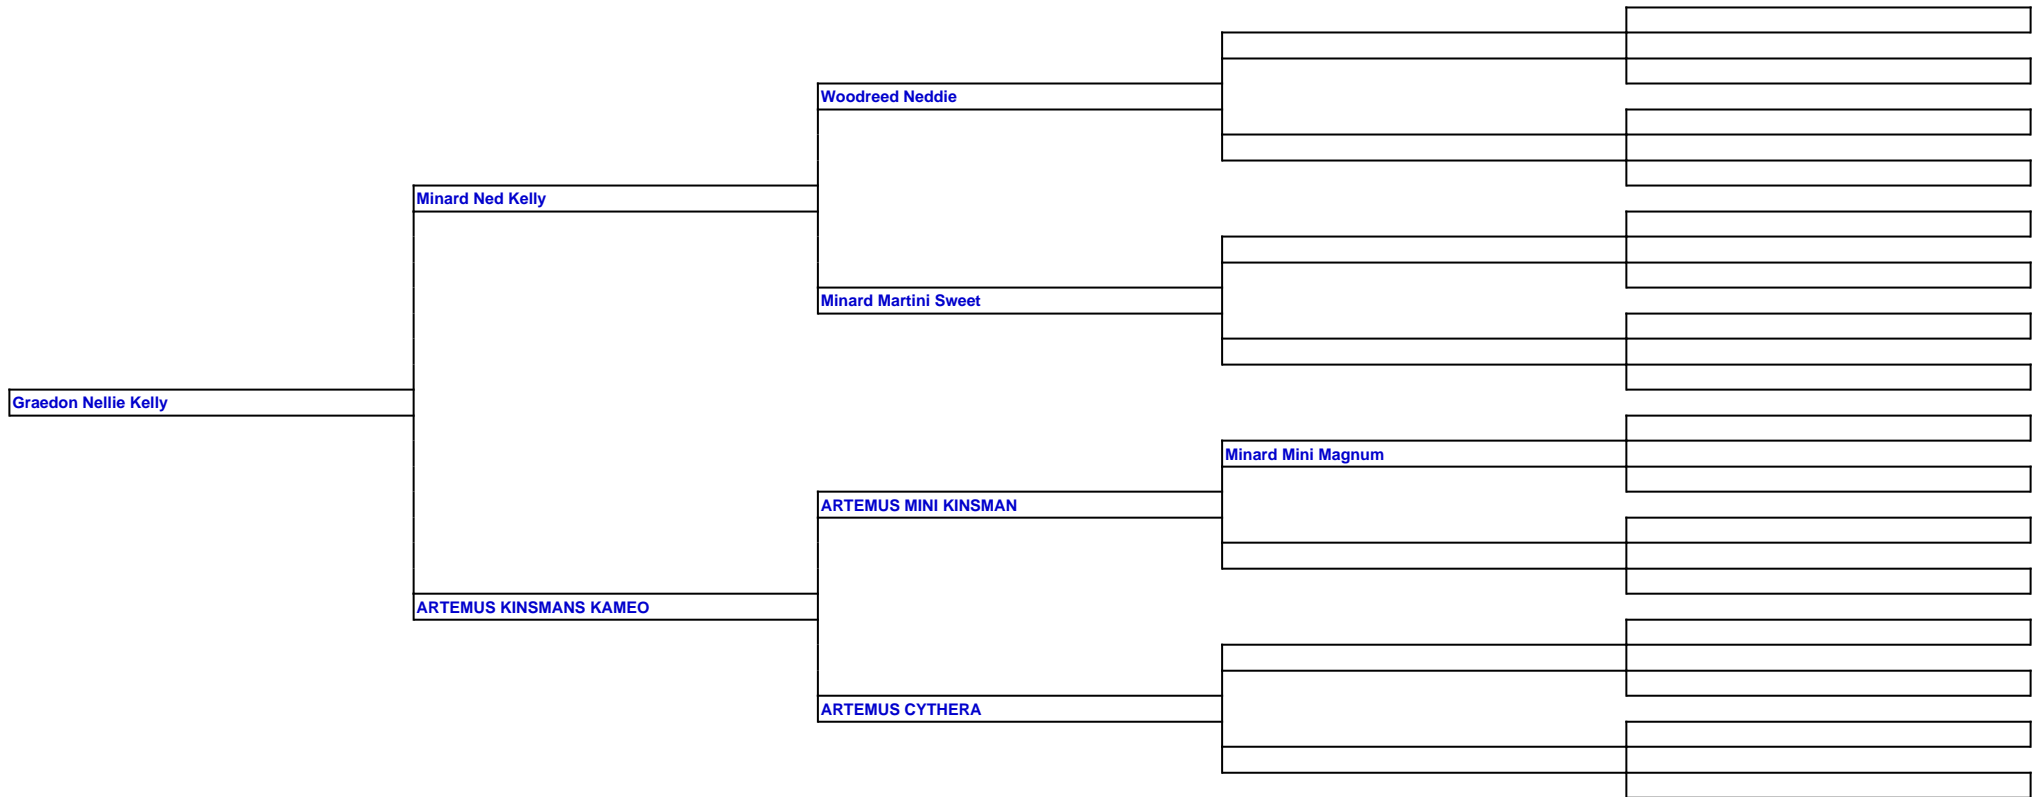 Woodreed Neddie
Minard Ned Kelly
Minard Martini Sweet
Graedon Nellie Kelly
Minard Mini Magnum
ARTEMUS MINI KINSMAN
ARTEMUS KINSMANS KAMEO
ARTEMUS CYTHERA